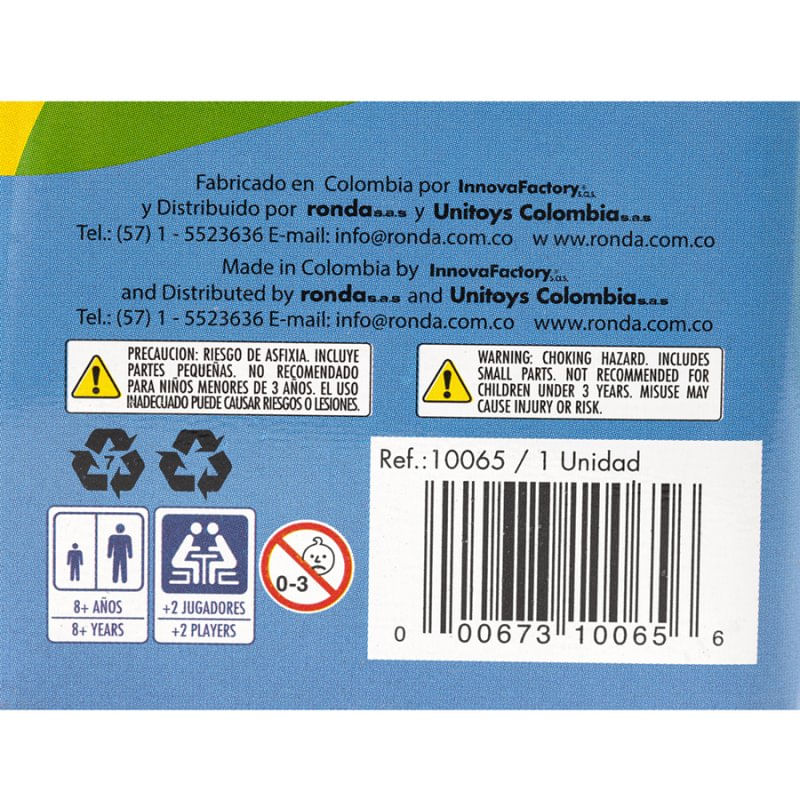 Fabricado en Colombia por InnovaFactory s.a.s.
y Distribuido por ronda s.a.s y Unitoys Colombia s.a.s
Tel.: (57) 1 - 5523636 E-mail: info@ronda.com.co w ww.ronda.com.co
Made in Colombia by InnovaFactory s.a.s.
and Distributed by ronda s.a.s and Unitoys Colombia s.a.s
Tel.: (57) 1 - 5523636 E-mail: info@ronda.com.co www.ronda.com.co
PRECAUCION: RIESGO DE ASFIXIA. INCLUYE
PARTES PEQUEÑAS. NO RECOMENDADO
PARA NIÑOS MENORES DE 3 AÑOS. EL USO
INADECUADO PUEDE CAUSAR RIESGOS O LESIONES.
WARNING: CHOKING HAZARD. INCLUDES
SMALL PARTS. NOT RECOMMENDED FOR
CHILDREN UNDER 3 YEARS. MISUSE MAY
CAUSE INJURY OR RISK.
7
8+ AÑOS
8+ YEARS
+2 JUGADORES
+2 PLAYERS
0-3
Ref.:10065 / 1 Unidad
0 00673 10065 6